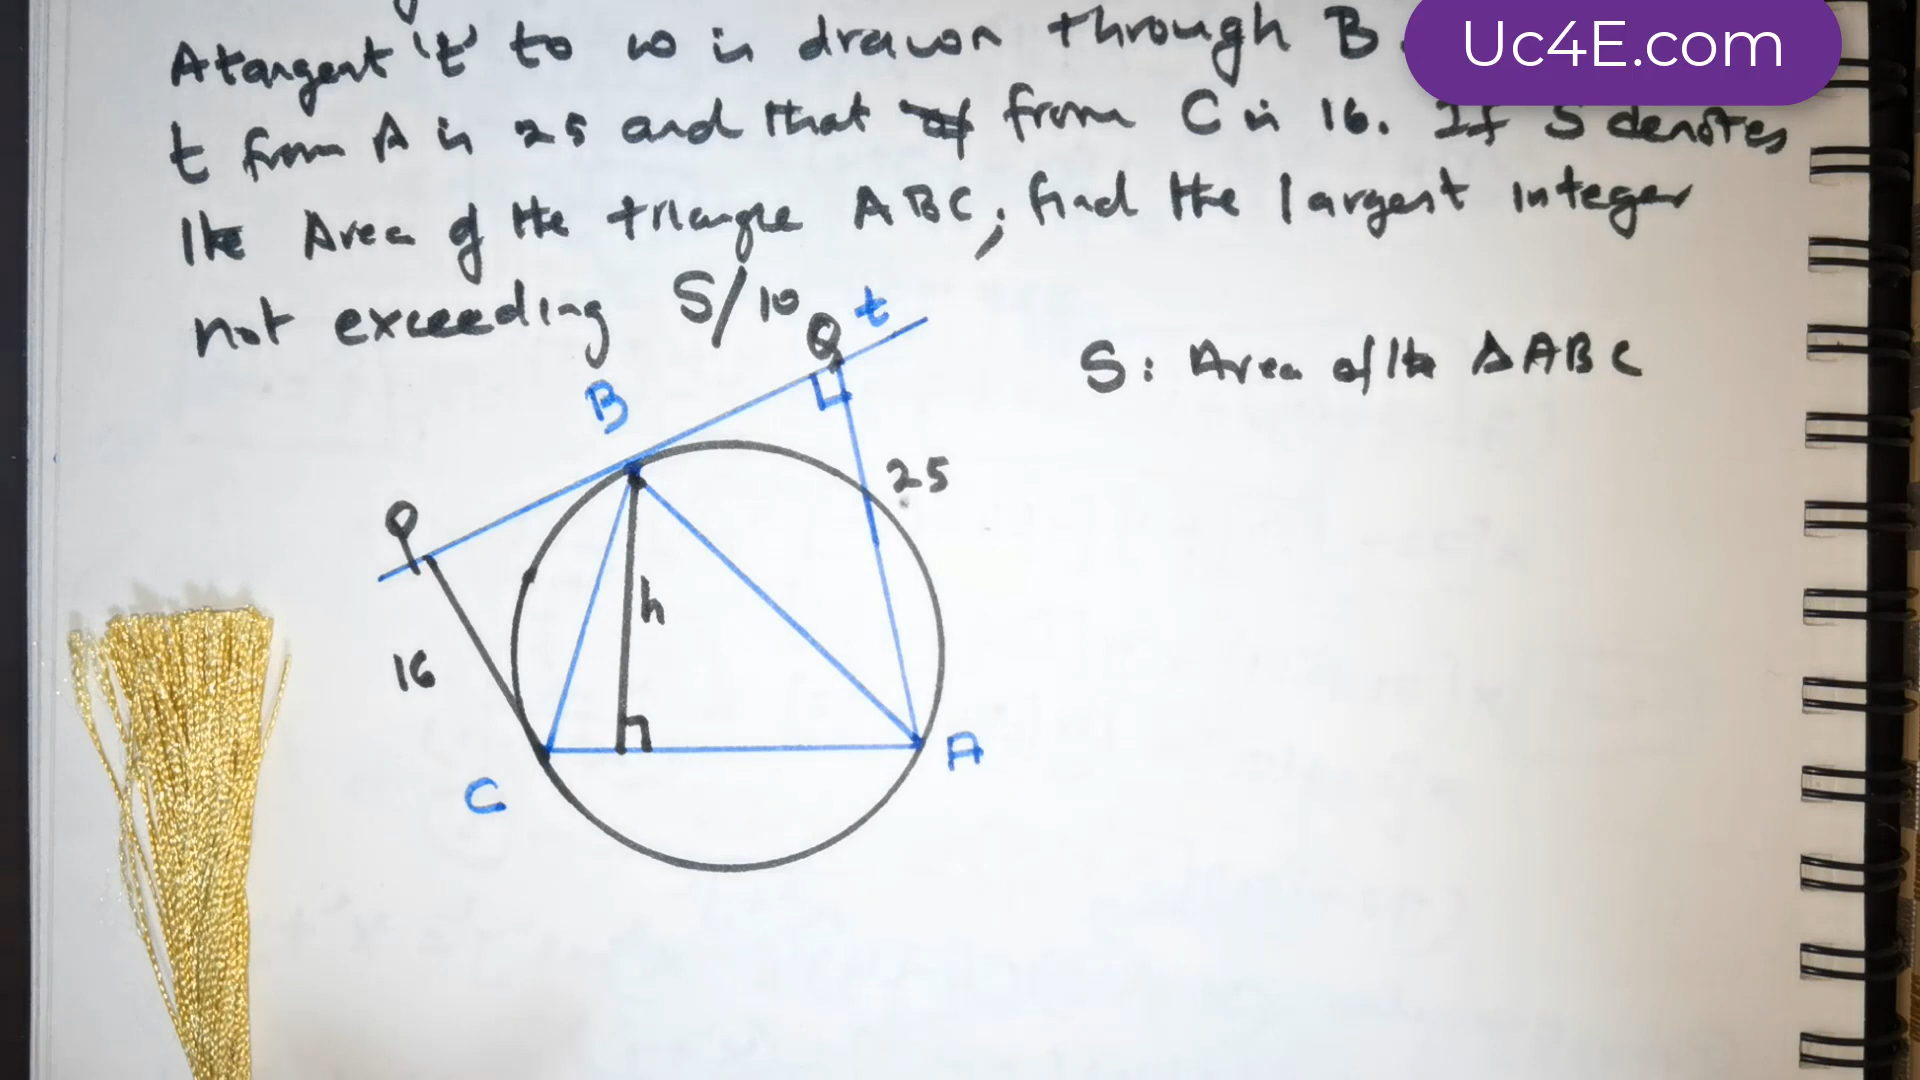 A tangent 't' to ω is drawn through B.
t from A is 25 and that of from C is 16. If S denotes
the Area of the triangle ABC, find the largest integer
not exceeding S/10
S: Area of the ΔABC
Q t
B
25
P
h
16
C
A
Uc4E.com